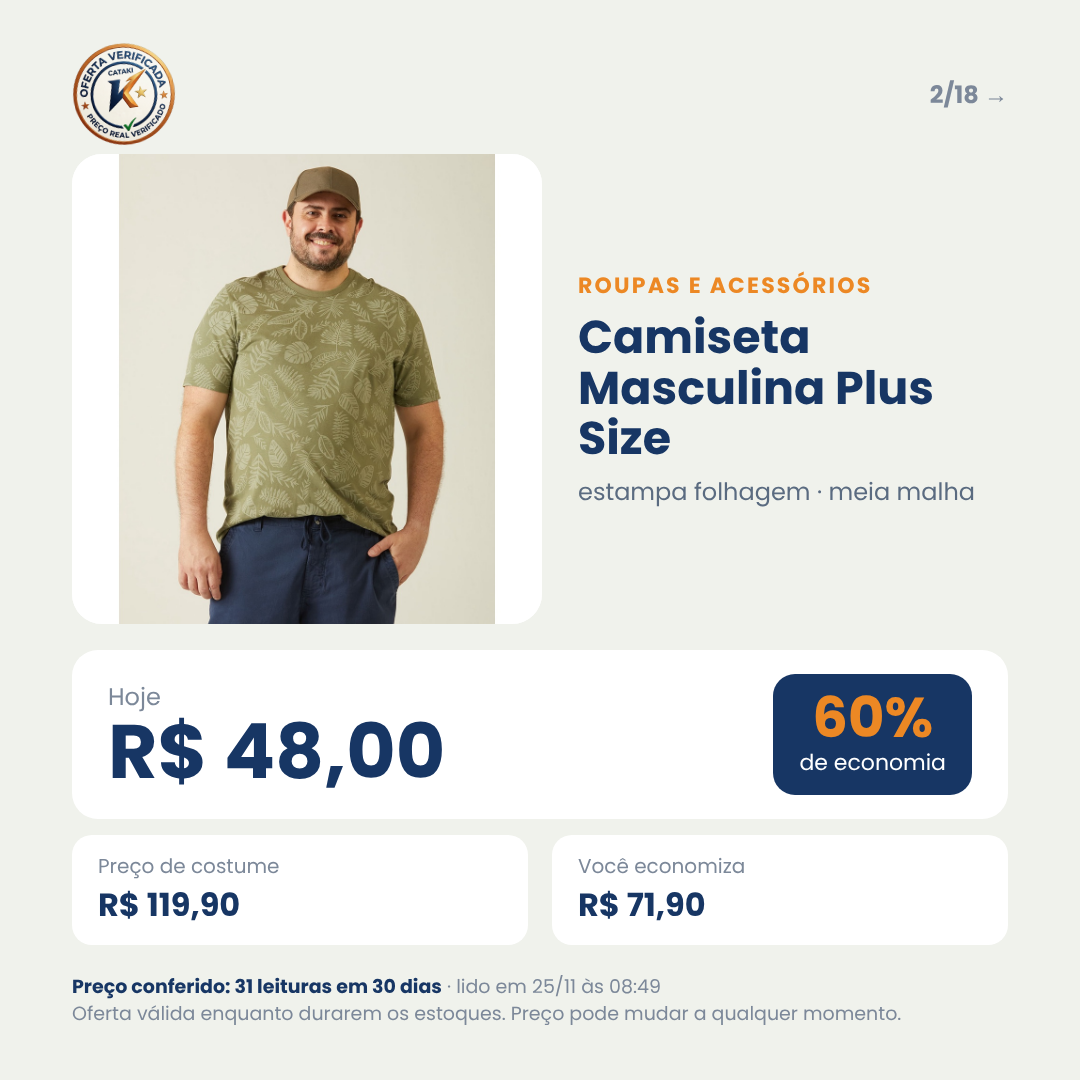 OFERTA VERIFICADA
CATAKI
K
PREÇO REAL VERIFICADO
2/18 →
ROUPAS E ACESSÓRIOS
Camiseta
Masculina Plus
Size
estampa folhagem · meia malha
Hoje
R$ 48,00
60%
de economia
Preço de costume
R$ 119,90
Você economiza
R$ 71,90
Preço conferido: 31 leituras em 30 dias · lido em 25/11 às 08:49
Oferta válida enquanto durarem os estoques. Preço pode mudar a qualquer momento.